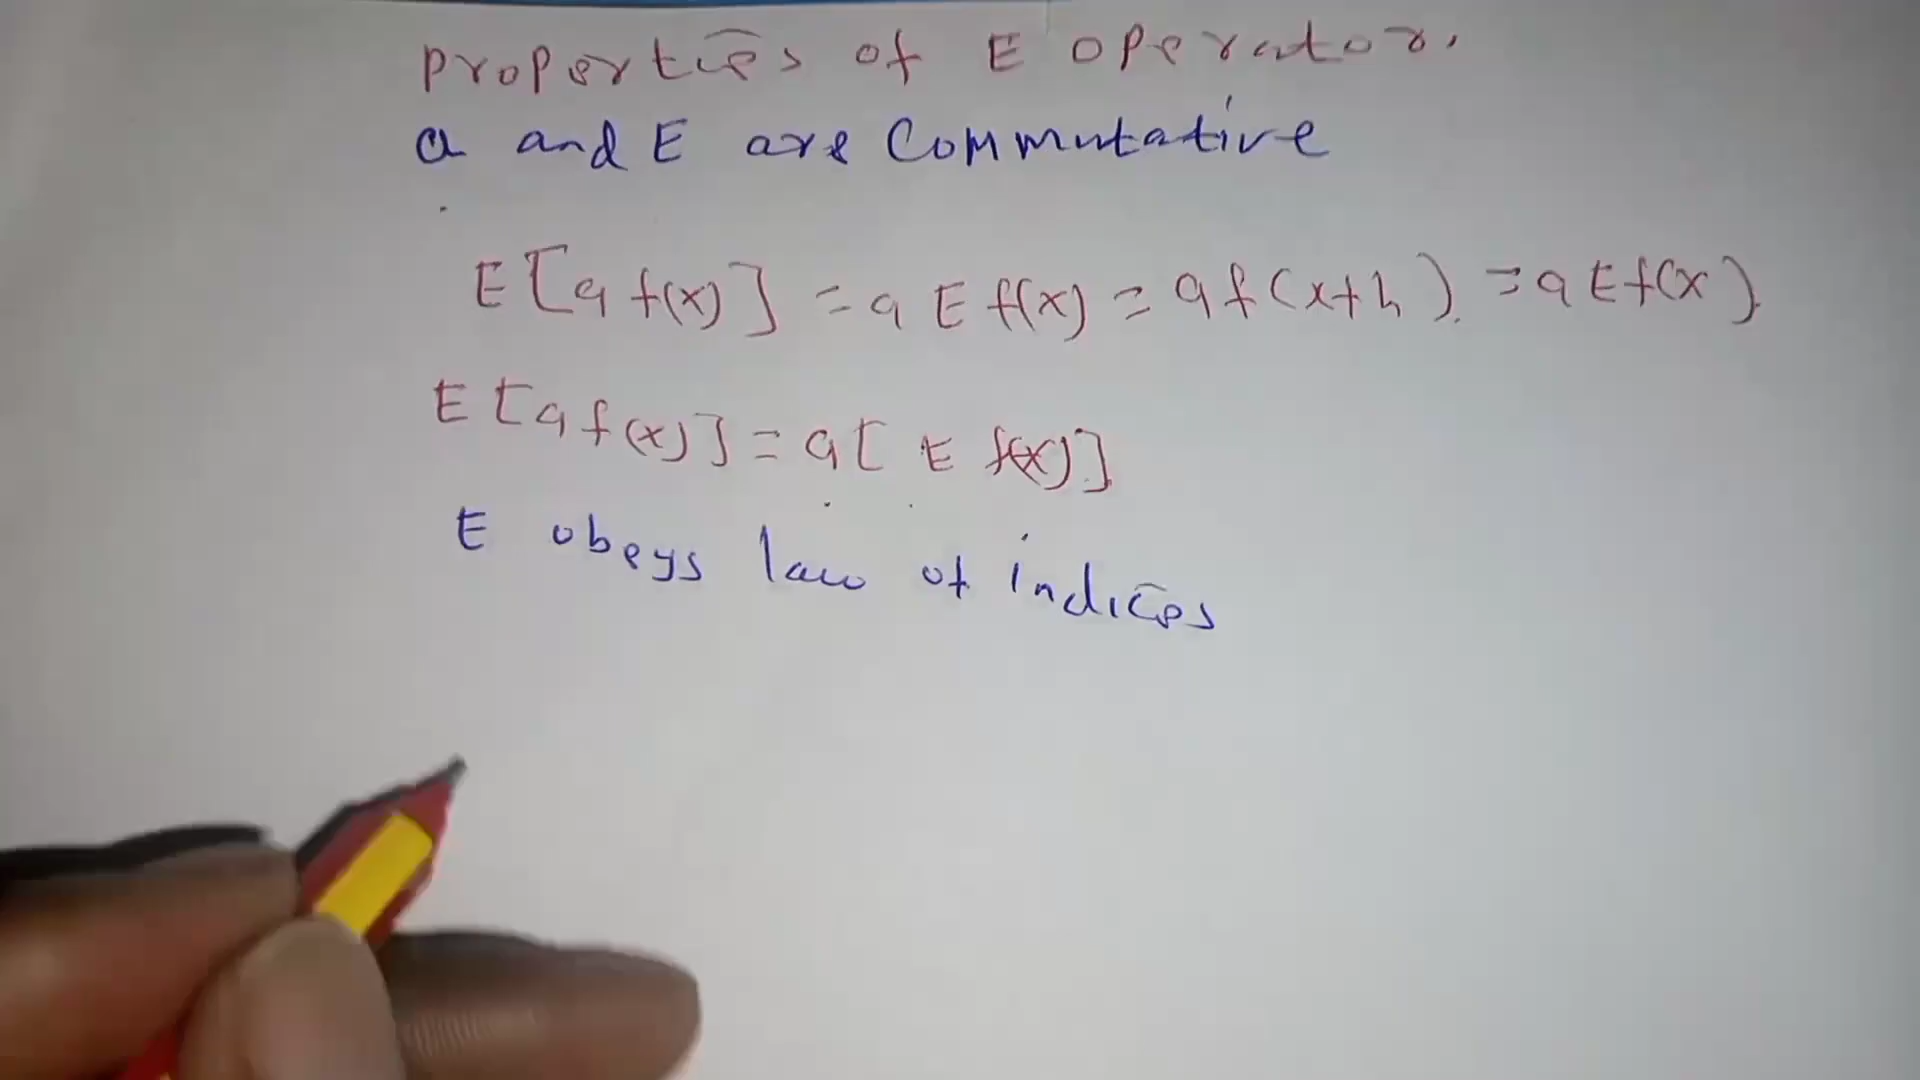 Properties of E operator.
a and E are Commutative
E[a f(x)] = a E f(x) = a f(x+h) = a E f(x).
E[a f(x)] = a[ E f(x)]
E obeys law of indices